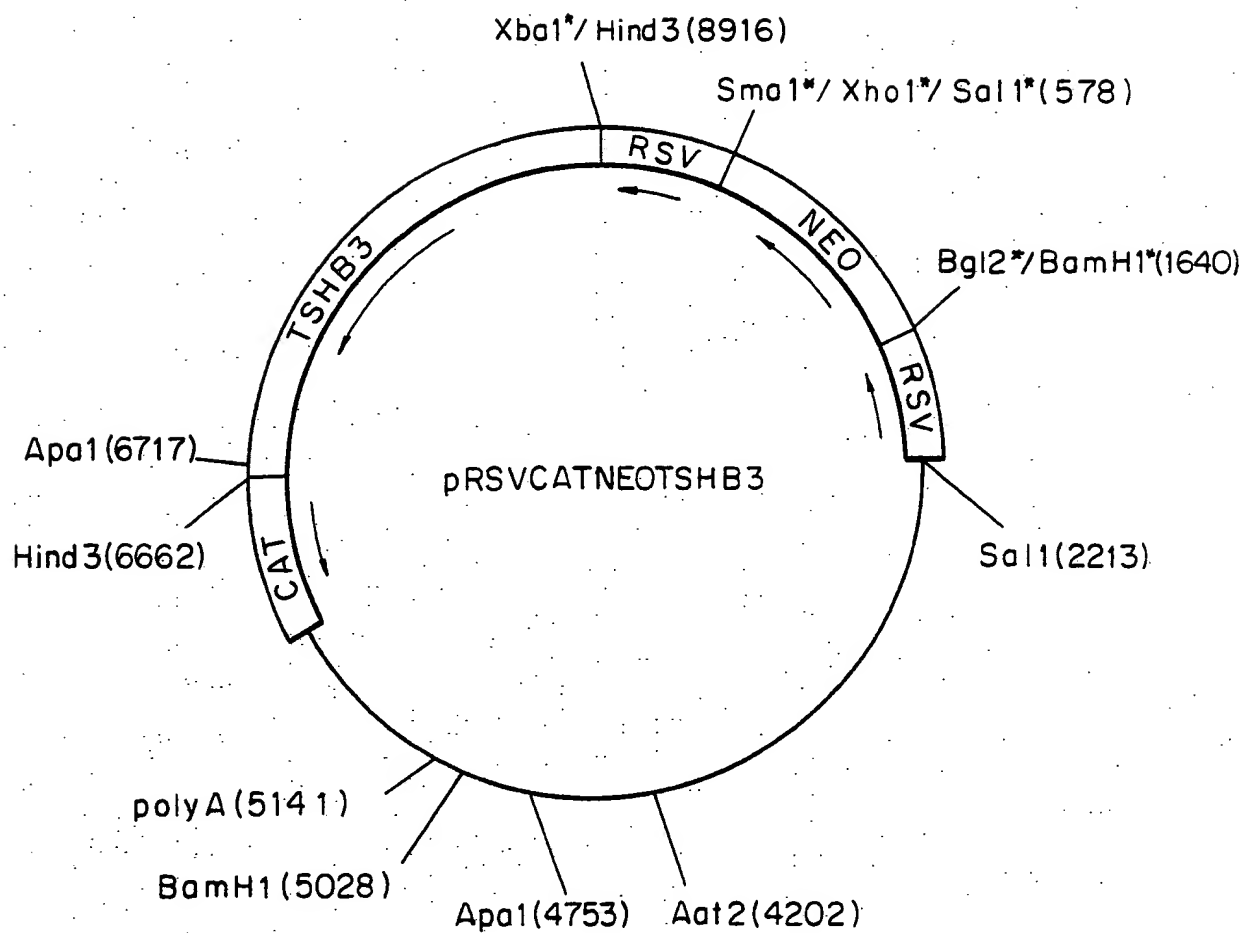 Xba1*/Hind3(8916)
Sma1*/Xho1*/Sal1*(578)
RSV
NEO
TSHB3
Bgl2*/BamH1*(1640)
RSV
Apa1(6717)
pRSVCATNEOTSHB3
Hind3(6662)
Sal1(2213)
CAT
polyA(5141)
BamH1(5028)
Apa1(4753)
Aat2(4202)